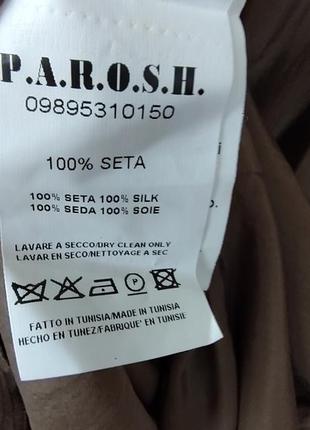 P.A.R.O.S.H.
09895310150
100% SETA
100% SETA 100% SILK
100% SEDA 100% SOIE
LAVARE A SECCO/DRY CLEAN ONLY
LAVAR EN SECO/NETTOYAGE A SEC
P
FATTO IN TUNISIA/MADE IN TUNISIA
HECHO EN TUNEZ/FABRIQUE' EN TUNISIE